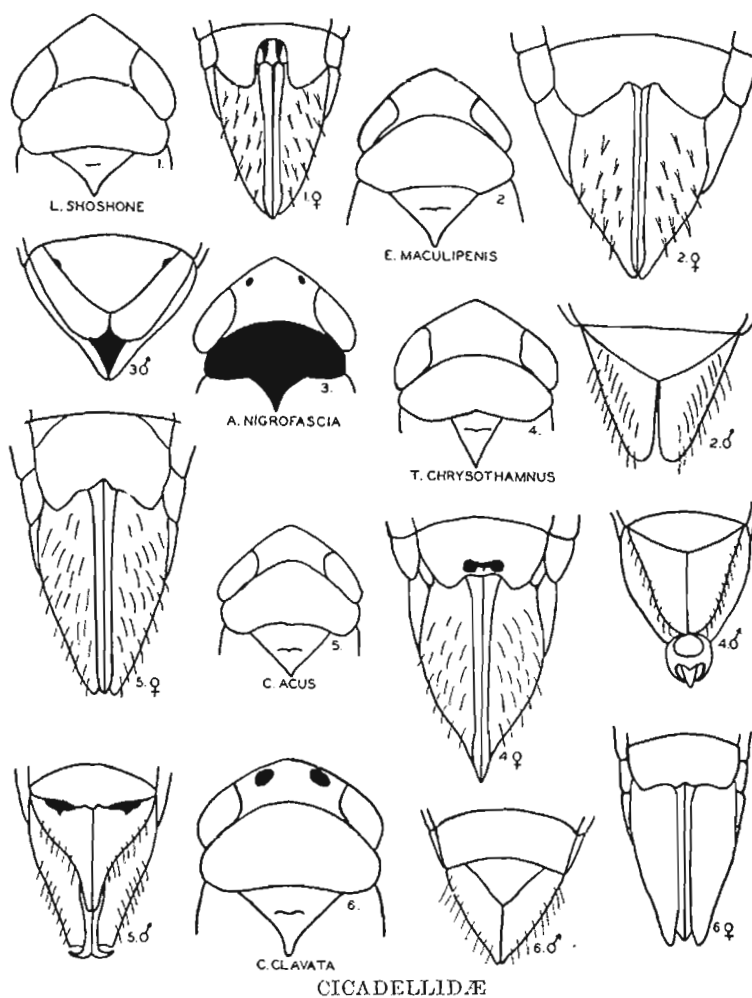 1.
L. SHOSHONE
1.♀
2
E. MACULIPENIS
2.♀
3♂
3.
A. NIGROFASCIA
4.
T. CHRYSOTHAMNUS
2.♂
5.♀
5.
C. ACUS
4.♀
4.♂
5.♂
6.
C. CLAVATA
6.♂
6♀
CICADELLIDÆ